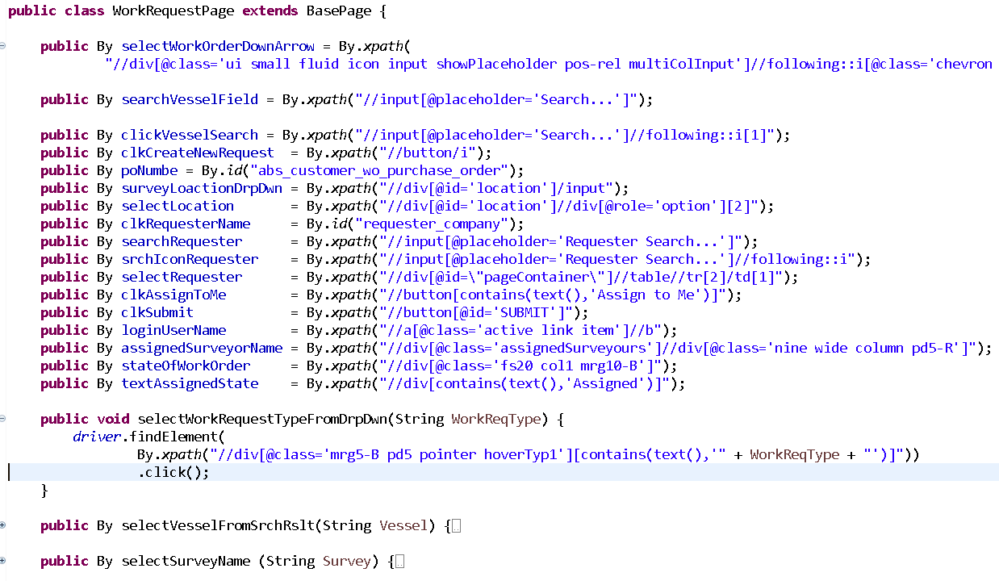 public class WorkRequestPage extends BasePage {
public By selectWorkOrderDownArrow = By.xpath(
"//div[@class='ui small fluid icon input showPlaceholder pos-rel multiColInput']//following::i[@class='chevron
public By searchVesselField = By.xpath("//input[@placeholder='Search...']");
public By clickVesselSearch = By.xpath("//input[@placeholder='Search...']//following::i[1]");
public By clkCreateNewRequest  = By.xpath("//button/i");
public By poNumbe = By.id("abs_customer_wo_purchase_order");
public By surveyLoactionDrpDwn = By.xpath("//div[@id='location']/input");
public By selectLocation       = By.xpath("//div[@id='location']//div[@role='option'][2]");
public By clkRequesterName     = By.id("requester_company");
public By searchRequester      = By.xpath("//input[@placeholder='Requester Search...']");
public By srchIconRequester    = By.xpath("//input[@placeholder='Requester Search...']//following::i");
public By selectRequester      = By.xpath("//div[@id=\"pageContainer\"]//table//tr[2]/td[1]");
public By clkAssignToMe        = By.xpath("//button[contains(text(),'Assign to Me')]");
public By clkSubmit            = By.xpath("//button[@id='SUBMIT']");
public By loginUserName        = By.xpath("//a[@class='active link item']//b");
public By assignedSurveyorName = By.xpath("//div[@class='assignedSurveyours']//div[@class='nine wide column pd5-R']");
public By stateOfWorkOrder     = By.xpath("//div[@class='fs20 col1 mrg10-B']");
public By textAssignedState    = By.xpath("//div[contains(text(),'Assigned')]");
public void selectWorkRequestTypeFromDrpDwn(String WorkReqType) {
driver.findElement(
By.xpath("//div[@class='mrg5-B pd5 pointer hoverTyp1'][contains(text(),'" + WorkReqType + "')]"))
.click();
}
public By selectVesselFromSrchRslt(String Vessel) {
public By selectSurveyName (String Survey) {